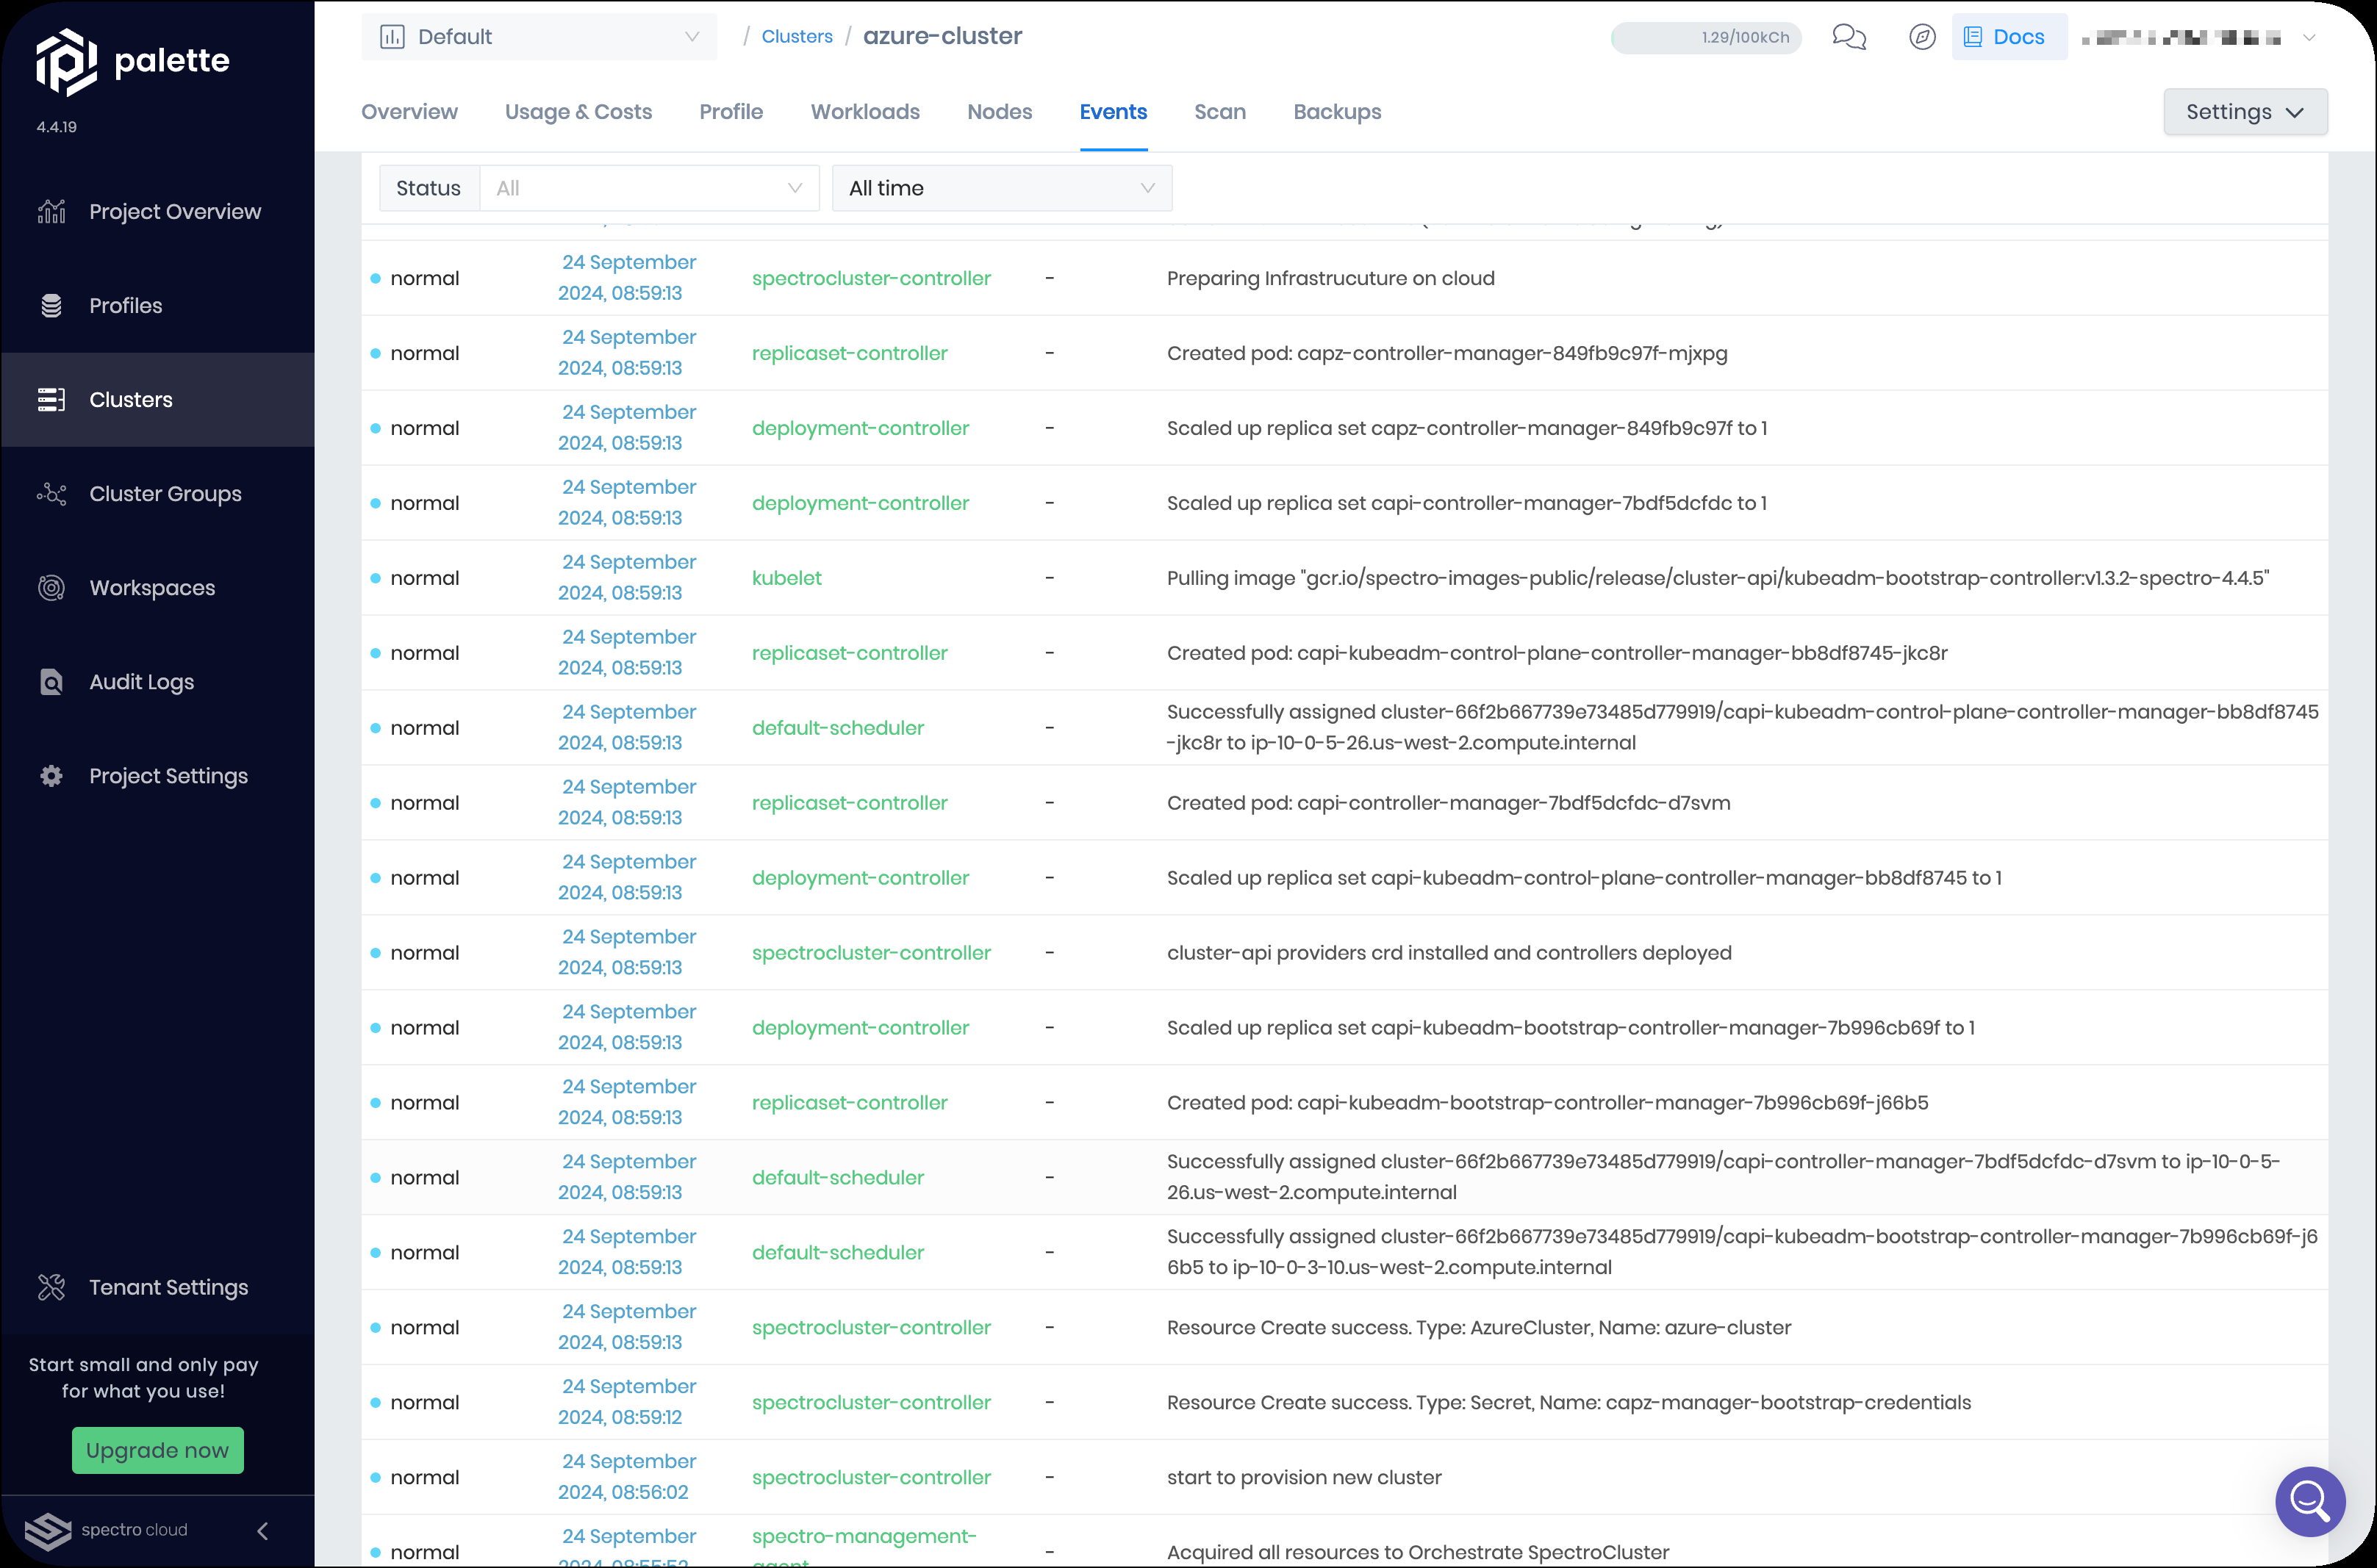 palette
4.4.19
Project Overview
Profiles
Clusters
Cluster Groups
Workspaces
Audit Logs
Project Settings
Tenant Settings
Start small and only pay
for what you use!
Upgrade now
spectro cloud
Default
/ Clusters / azure-cluster
1.29/100kCh
Docs
Overview Usage & Costs Profile Workloads Nodes Events Scan Backups
Settings
Status All All time
normal 24 September 2024, 08:59:13 spectrocluster-controller - Preparing Infrastrucuture on cloud
normal 24 September 2024, 08:59:13 replicaset-controller - Created pod: capz-controller-manager-849fb9c97f-mjxpg
normal 24 September 2024, 08:59:13 deployment-controller - Scaled up replica set capz-controller-manager-849fb9c97f to 1
normal 24 September 2024, 08:59:13 deployment-controller - Scaled up replica set capi-controller-manager-7bdf5dcfdc to 1
normal 24 September 2024, 08:59:13 kubelet - Pulling image "gcr.io/spectro-images-public/release/cluster-api/kubeadm-bootstrap-controller:v1.3.2-spectro-4.4.5"
normal 24 September 2024, 08:59:13 replicaset-controller - Created pod: capi-kubeadm-control-plane-controller-manager-bb8df8745-jkc8r
normal 24 September 2024, 08:59:13 default-scheduler - Successfully assigned cluster-66f2b667739e73485d779919/capi-kubeadm-control-plane-controller-manager-bb8df8745
-jkc8r to ip-10-0-5-26.us-west-2.compute.internal
normal 24 September 2024, 08:59:13 replicaset-controller - Created pod: capi-controller-manager-7bdf5dcfdc-d7svm
normal 24 September 2024, 08:59:13 deployment-controller - Scaled up replica set capi-kubeadm-control-plane-controller-manager-bb8df8745 to 1
normal 24 September 2024, 08:59:13 spectrocluster-controller - cluster-api providers crd installed and controllers deployed
normal 24 September 2024, 08:59:13 deployment-controller - Scaled up replica set capi-kubeadm-bootstrap-controller-manager-7b996cb69f to 1
normal 24 September 2024, 08:59:13 replicaset-controller - Created pod: capi-kubeadm-bootstrap-controller-manager-7b996cb69f-j66b5
normal 24 September 2024, 08:59:13 default-scheduler - Successfully assigned cluster-66f2b667739e73485d779919/capi-controller-manager-7bdf5dcfdc-d7svm to ip-10-0-5-
26.us-west-2.compute.internal
normal 24 September 2024, 08:59:13 default-scheduler - Successfully assigned cluster-66f2b667739e73485d779919/capi-kubeadm-bootstrap-controller-manager-7b996cb69f-j6
6b5 to ip-10-0-3-10.us-west-2.compute.internal
normal 24 September 2024, 08:59:13 spectrocluster-controller - Resource Create success. Type: AzureCluster, Name: azure-cluster
normal 24 September 2024, 08:59:12 spectrocluster-controller - Resource Create success. Type: Secret, Name: capz-manager-bootstrap-credentials
normal 24 September 2024, 08:56:02 spectrocluster-controller - start to provision new cluster
normal 24 September spectro-management- - Acquired all resources to Orchestrate SpectroCluster